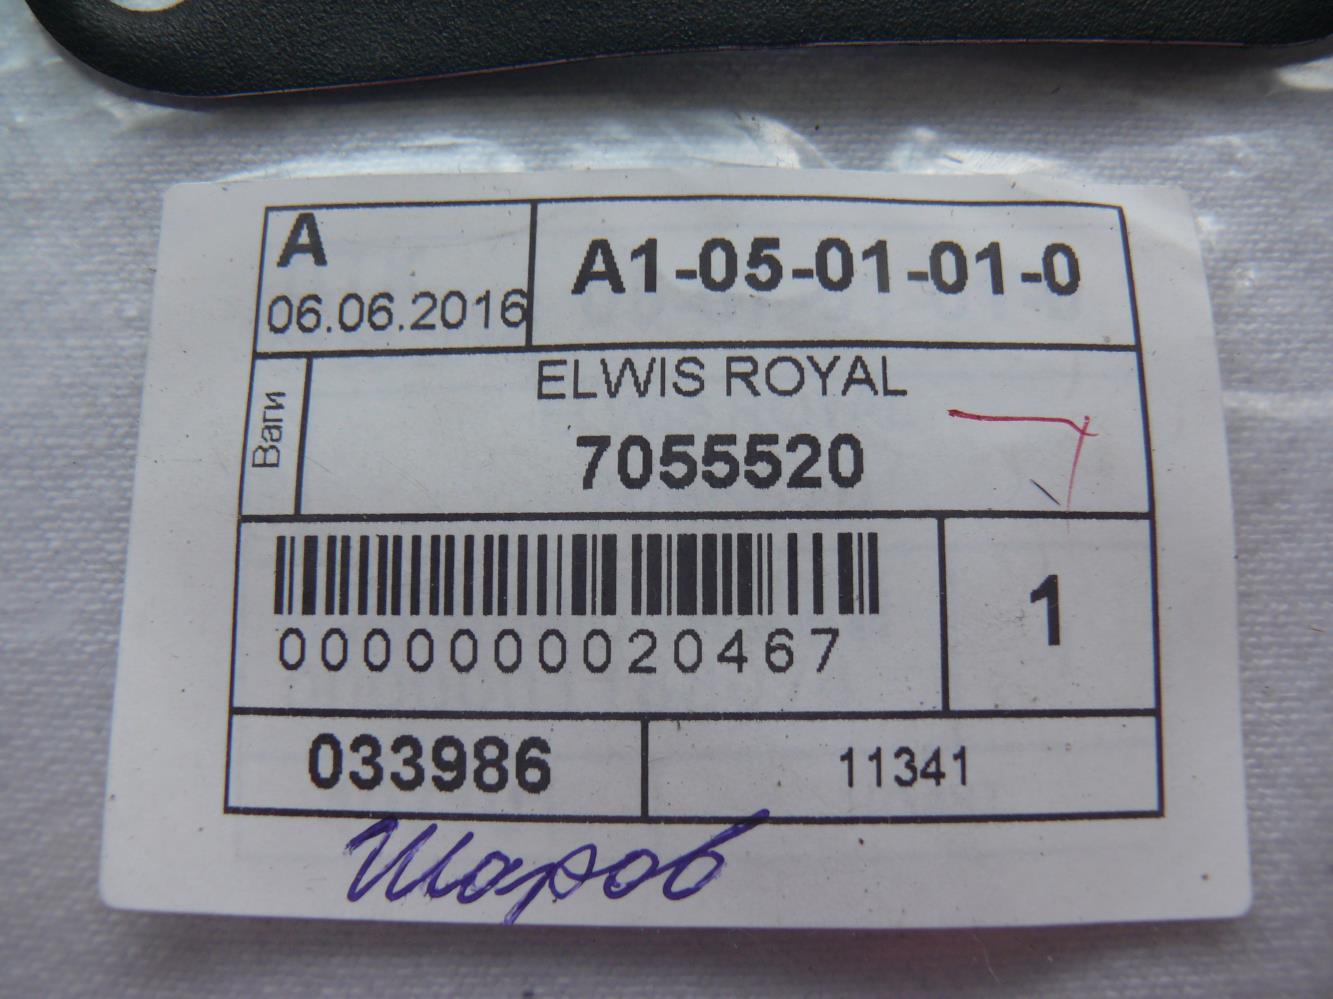 A
06.06.2016
A1-05-01-01-0
Ваги
ELWIS ROYAL
7055520
0000000020467
1
033986
11341
Шаров